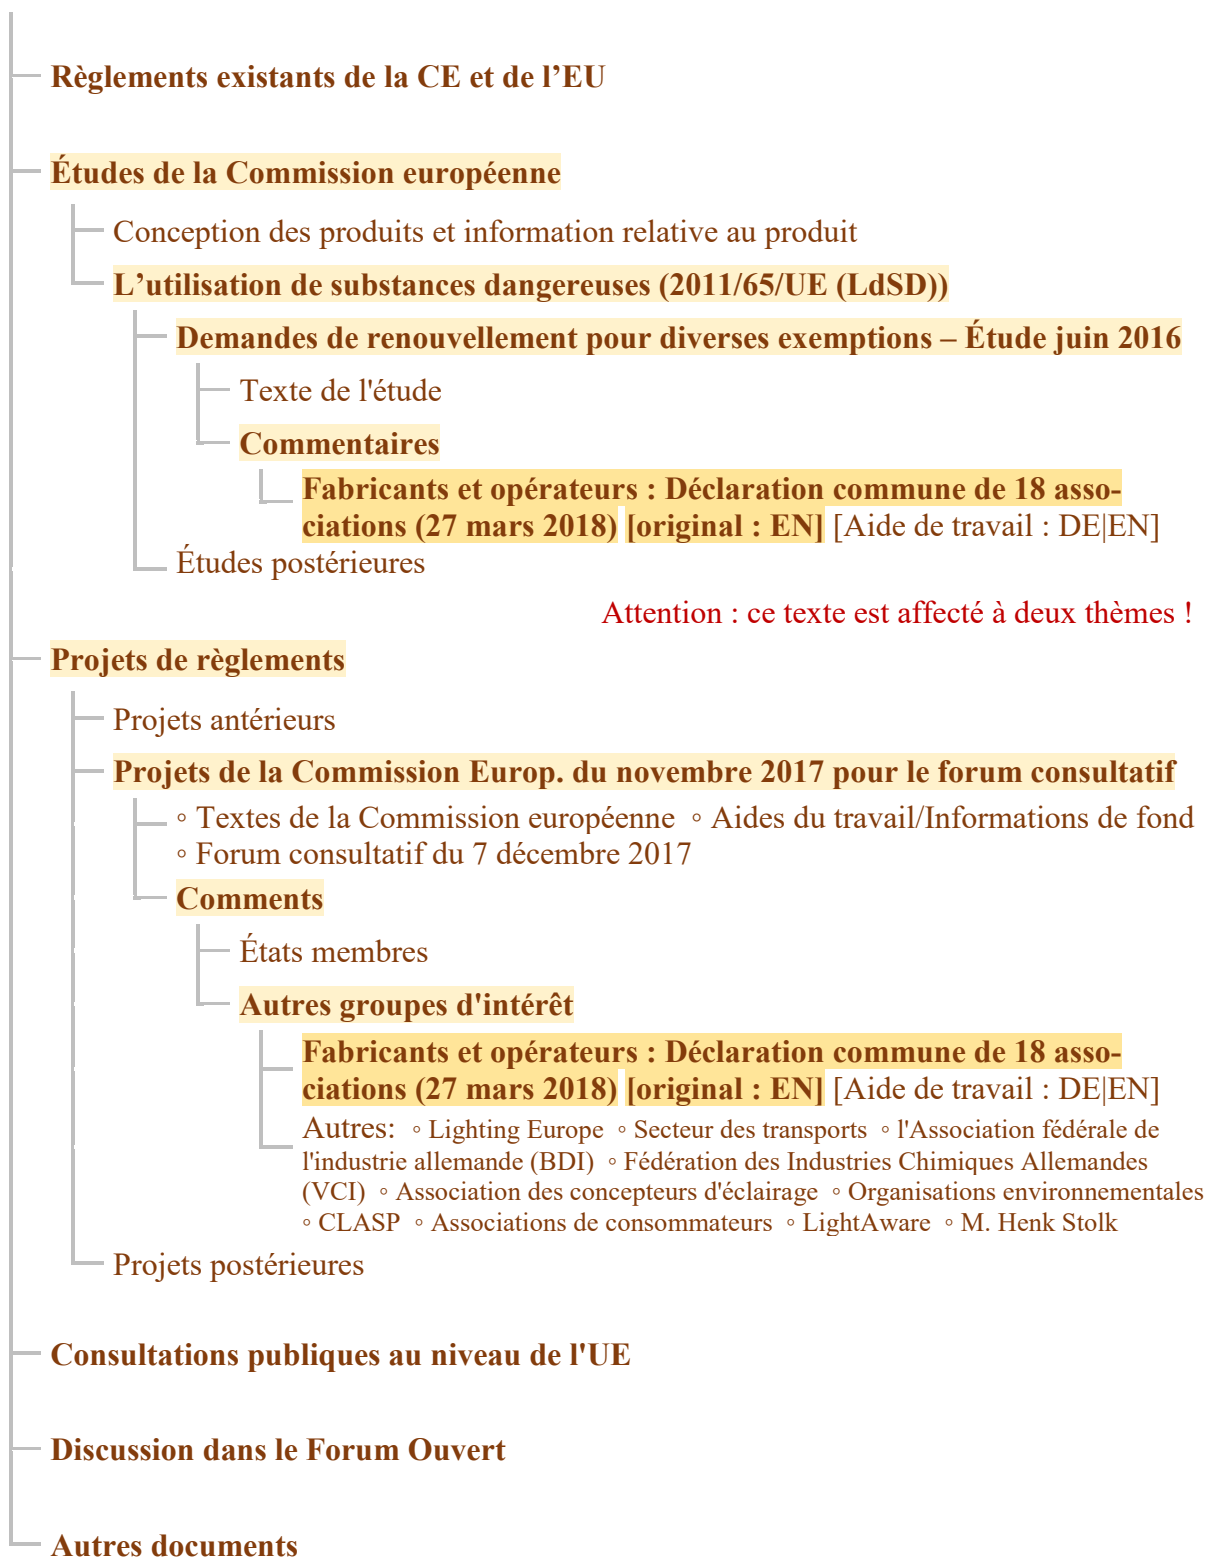 Règlements existants de la CE et de l’EU
Études de la Commission européenne
Conception des produits et information relative au produit
L’utilisation de substances dangereuses (2011/65/UE (LdSD))
Demandes de renouvellement pour diverses exemptions – Étude juin 2016
Texte de l'étude
Commentaires
Fabricants et opérateurs : Déclaration commune de 18 asso-
ciations (27 mars 2018) [original : EN] [Aide de travail : DE|EN]
Études postérieures
Attention : ce texte est affecté à deux thèmes !
Projets de règlements
Projets antérieurs
Projets de la Commission Europ. du novembre 2017 pour le forum consultatif
◦ Textes de la Commission européenne ◦ Aides du travail/Informations de fond
◦ Forum consultatif du 7 décembre 2017
Comments
États membres
Autres groupes d'intérêt
Fabricants et opérateurs : Déclaration commune de 18 asso-
ciations (27 mars 2018) [original : EN] [Aide de travail : DE|EN]
Autres: ◦ Lighting Europe ◦ Secteur des transports ◦ l'Association fédérale de
l'industrie allemande (BDI) ◦ Fédération des Industries Chimiques Allemandes
(VCI) ◦ Association des concepteurs d'éclairage ◦ Organisations environnementales
◦ CLASP ◦ Associations de consommateurs ◦ LightAware ◦ M. Henk Stolk
Projets postérieures
Consultations publiques au niveau de l'UE
Discussion dans le Forum Ouvert
Autres documents